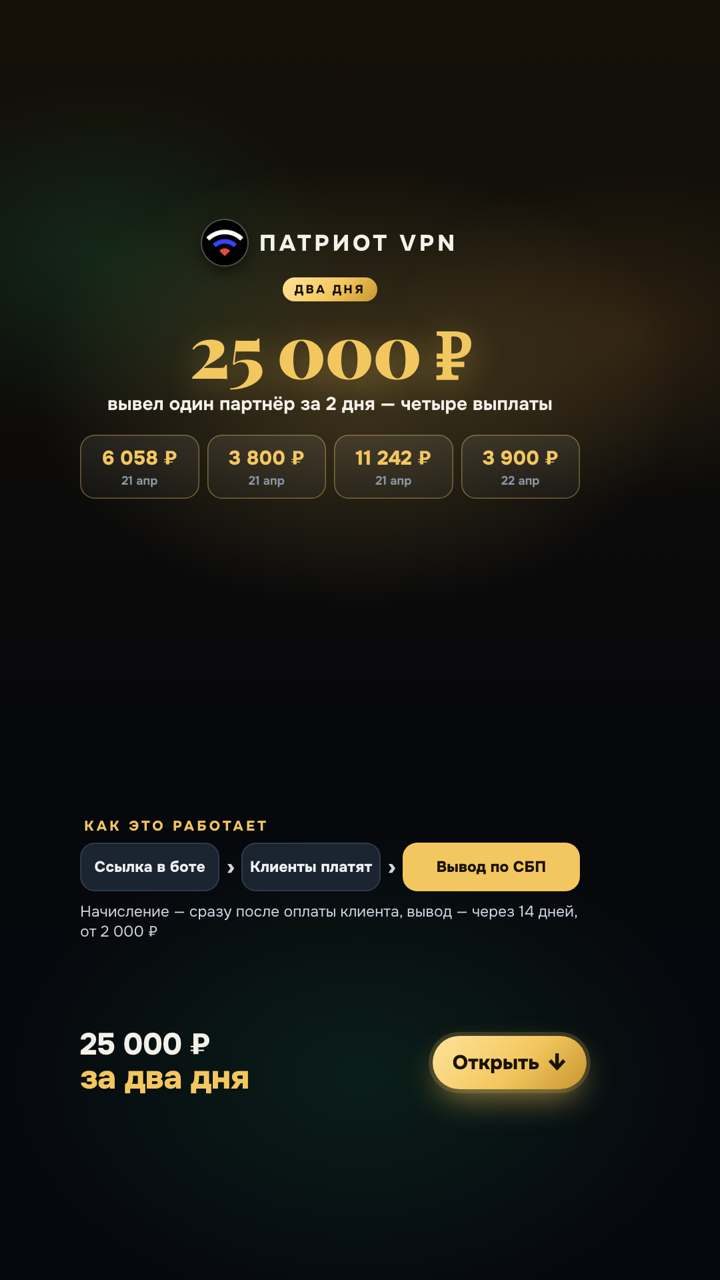 ПАТРИОТ VPN
ДВА ДНЯ
25 000 ₽
вывел один партнёр за 2 дня — четыре выплаты
6 058 ₽ 3 800 ₽ 11 242 ₽ 3 900 ₽
21 апр 21 апр 21 апр 22 апр
КАК ЭТО РАБОТАЕТ
Ссылка в боте › Клиенты платят › Вывод по СБП
Начисление — сразу после оплаты клиента, вывод — через 14 дней,
от 2 000 ₽
25 000 ₽
за два дня
Открыть ↓